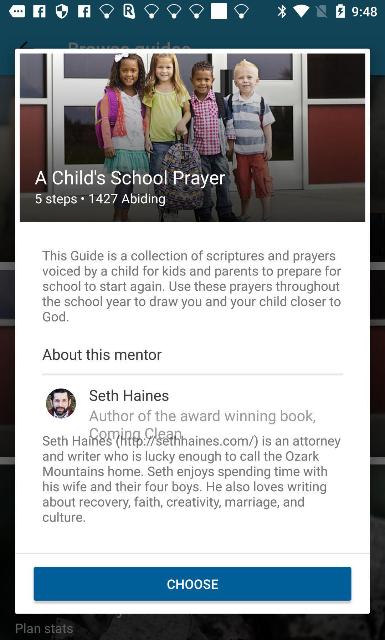 9:48
Browse guides
A Child's School Prayer
5 steps • 1427 Abiding
This Guide is a collection of scriptures and prayers
voiced by a child for kids and parents to prepare for
school to start again. Use these prayers throughout
the school year to draw you and your child closer to
God.
About this mentor
Seth Haines
Author of the award winning book,
Coming Clean
Seth Haines (http://sethhaines.com/) is an attorney
and writer who is lucky enough to call the Ozark
Mountains home. Seth enjoys spending time with
his wife and their four boys. He also loves writing
about recovery, faith, creativity, marriage, and
culture.
CHOOSE
Plan stats